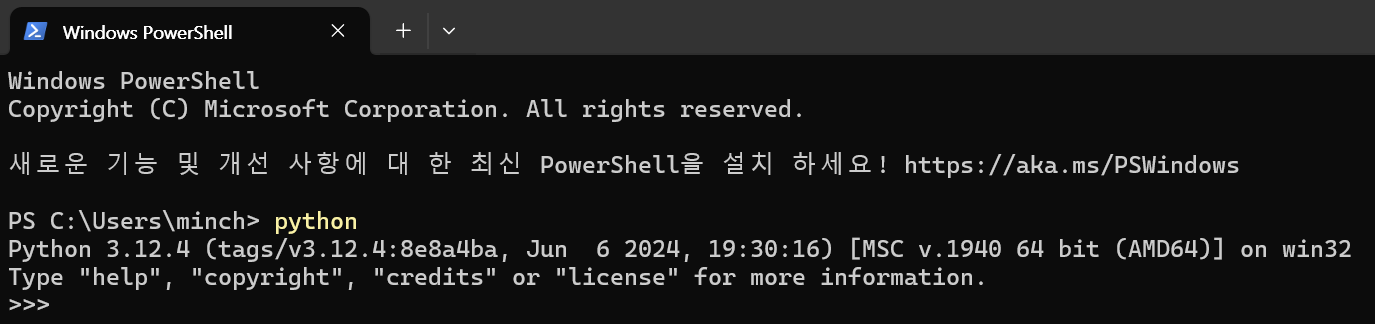 Windows PowerShell
Windows PowerShell
Copyright (C) Microsoft Corporation. All rights reserved.
새로운 기능 및 개선 사항에 대 한 최신 PowerShell을 설치 하세요! https://aka.ms/PSWindows
PS C:\Users\minch> python
Python 3.12.4 (tags/v3.12.4:8e8a4ba, Jun  6 2024, 19:30:16) [MSC v.1940 64 bit (AMD64)] on win32
Type "help", "copyright", "credits" or "license" for more information.
>>>